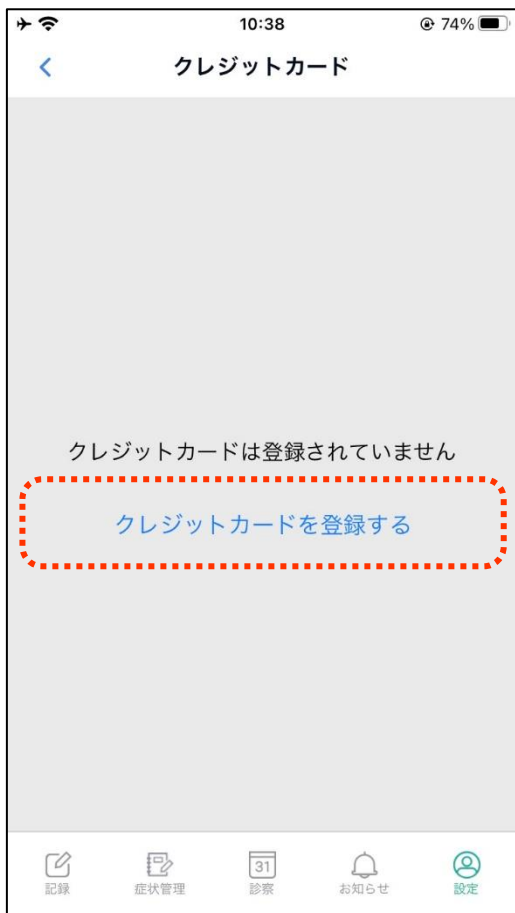 10:38
74%
クレジットカード
クレジットカードは登録されていません
クレジットカードを登録する
31
記録
症状管理
診察
お知らせ
設定